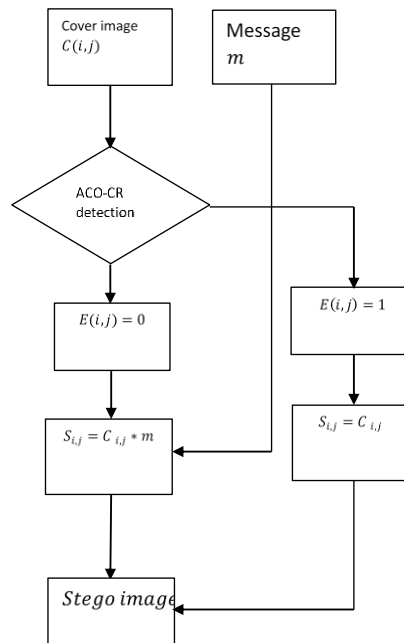 Cover image
C(i,j)
Message
m
ACO-CR
detection
E(i,j) = 0
E(i,j) = 1
S_{i,j} = C_{i,j} * m
S_{i,j} = C_{i,j}
Stego image